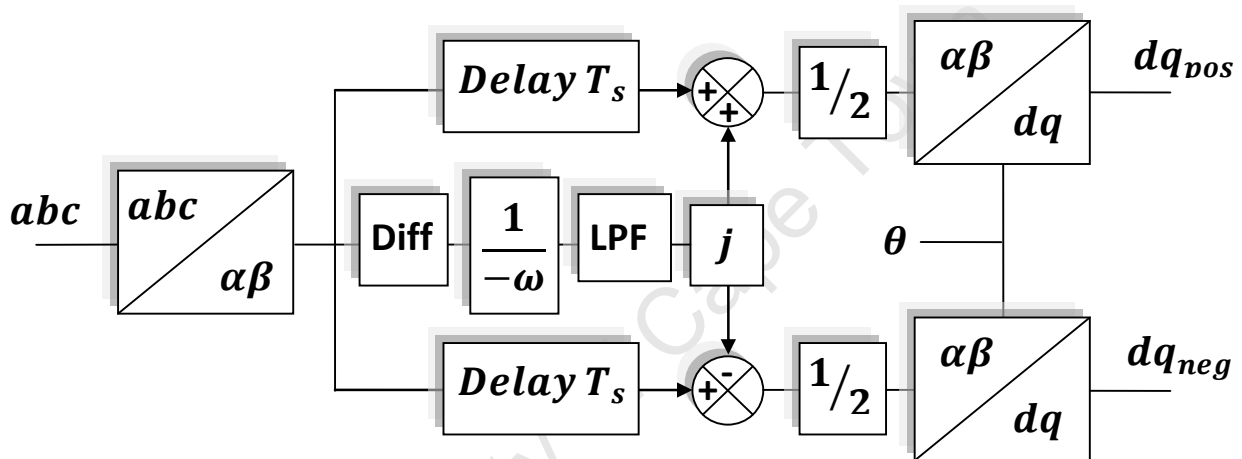 Delay T_s
+
+
1/2
αβ
dq
dq_pos
abc
abc
αβ
Diff
1
−ω
LPF
j
θ
Delay T_s
+
-
1/2
αβ
dq
dq_neg
Cape